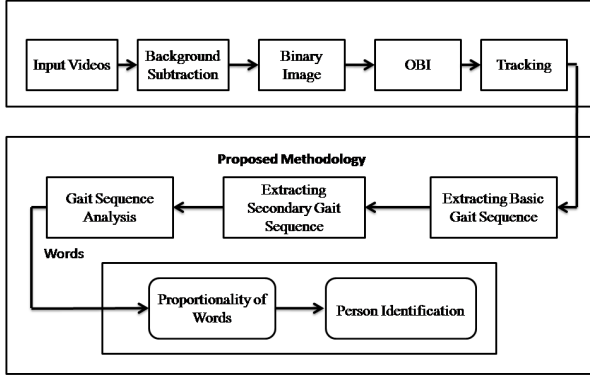 Input Videos
Background
Subtraction
Binary
Image
OBI
Tracking
Proposed Methodology
Extracting Basic
Gait Sequence
Extracting
Secondary Gait
Sequence
Gait Sequence
Analysis
Words
Proportionality of
Words
Person Identification